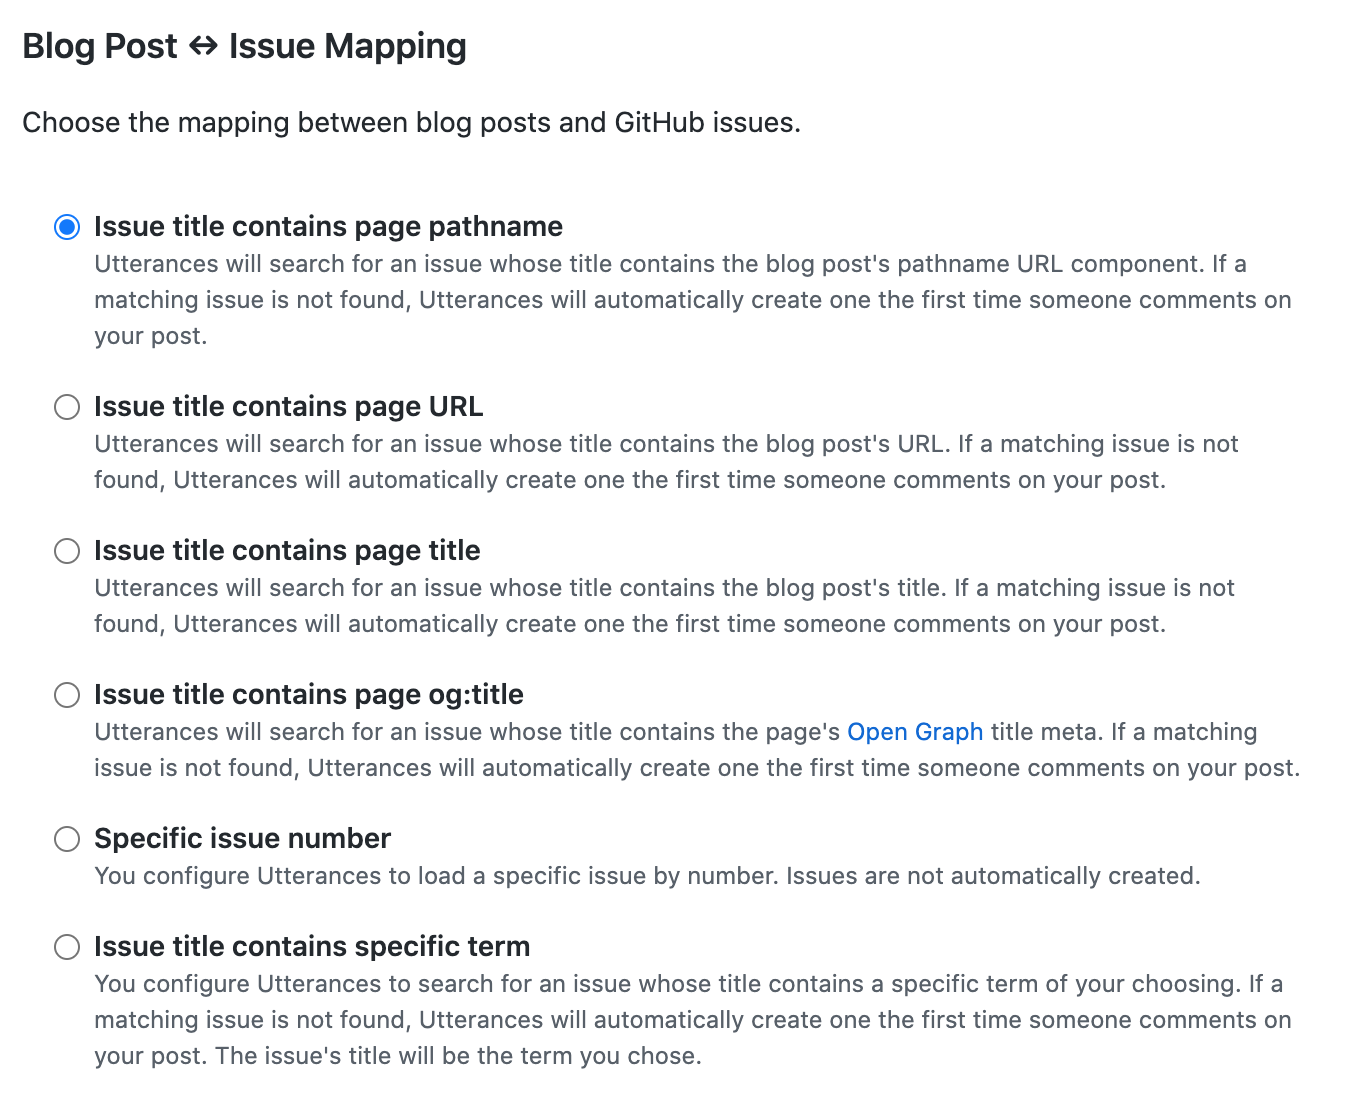 Blog Post ↔ Issue Mapping
Choose the mapping between blog posts and GitHub issues.
Issue title contains page pathname
Utterances will search for an issue whose title contains the blog post's pathname URL component. If a
matching issue is not found, Utterances will automatically create one the first time someone comments on
your post.
Issue title contains page URL
Utterances will search for an issue whose title contains the blog post's URL. If a matching issue is not
found, Utterances will automatically create one the first time someone comments on your post.
Issue title contains page title
Utterances will search for an issue whose title contains the blog post's title. If a matching issue is not
found, Utterances will automatically create one the first time someone comments on your post.
Issue title contains page og:title
Utterances will search for an issue whose title contains the page's Open Graph title meta. If a matching
issue is not found, Utterances will automatically create one the first time someone comments on your post.
Specific issue number
You configure Utterances to load a specific issue by number. Issues are not automatically created.
Issue title contains specific term
You configure Utterances to search for an issue whose title contains a specific term of your choosing. If a
matching issue is not found, Utterances will automatically create one the first time someone comments on
your post. The issue's title will be the term you chose.